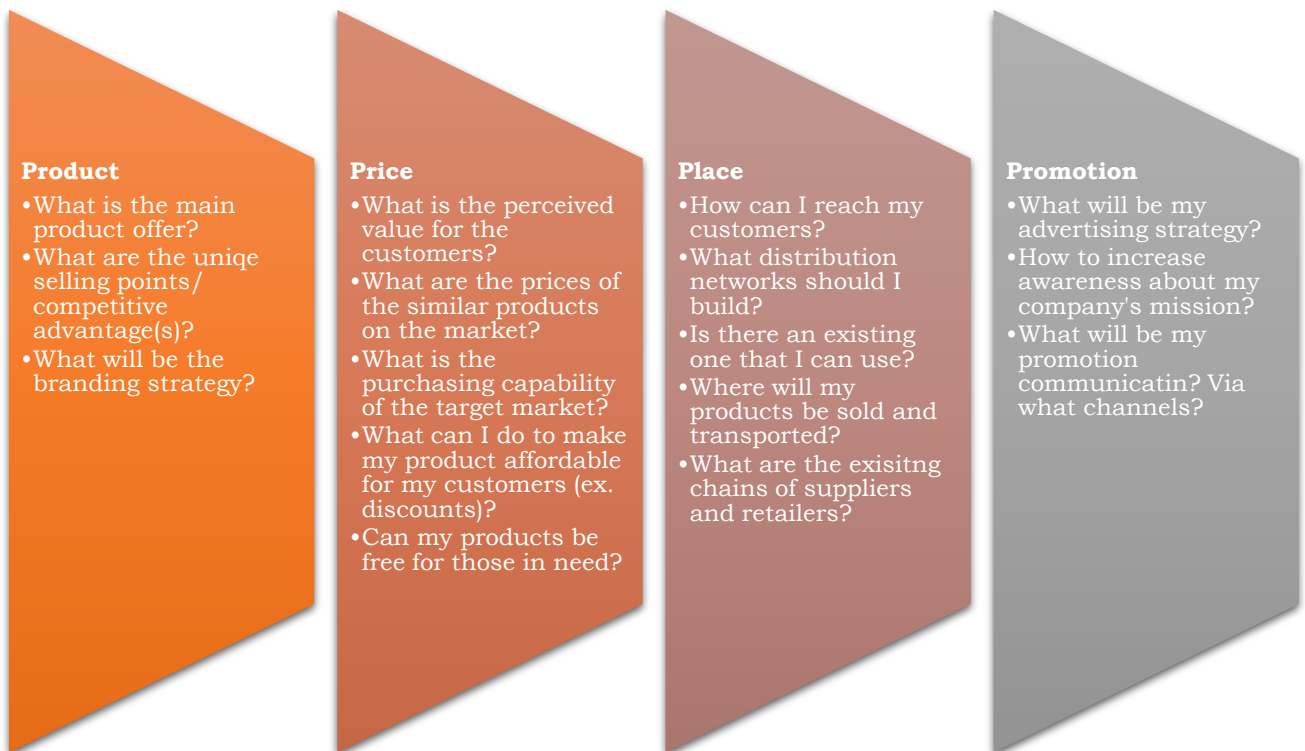 Product
•What is the main
product offer?
•What are the uniqe
selling points/
competitive
advantage(s)?
•What will be the
branding strategy?
Price
•What is the perceived
value for the
customers?
•What are the prices of
the similar products
on the market?
•What is the
purchasing capability
of the target market?
•What can I do to make
my product affordable
for my customers (ex.
discounts)?
•Can my products be
free for those in need?
Place
•How can I reach my
customers?
•What distribution
networks should I
build?
•Is there an existing
one that I can use?
•Where will my
products be sold and
transported?
•What are the exisitng
chains of suppliers
and retailers?
Promotion
•What will be my
advertising strategy?
•How to increase
awareness about my
company's mission?
•What will be my
promotion
communicatin? Via
what channels?